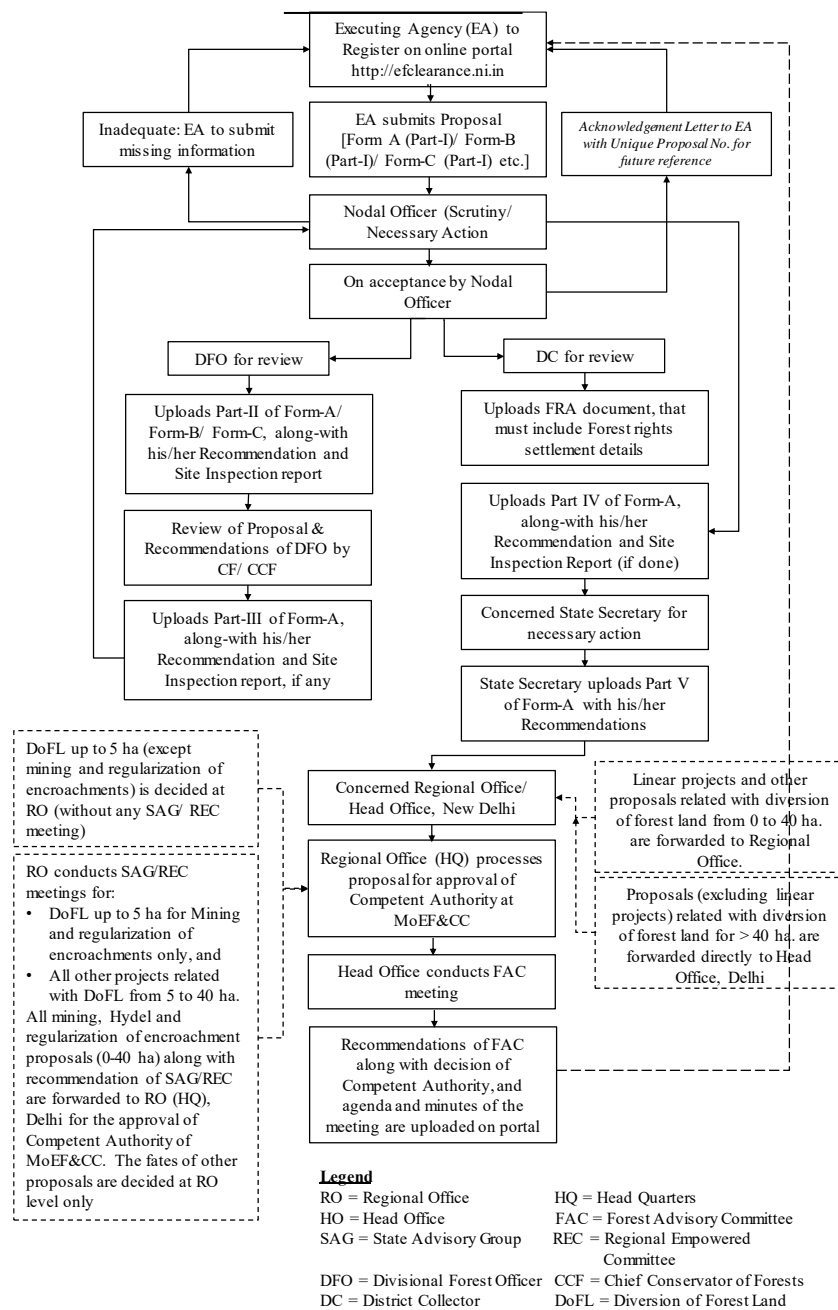 Executing Agency (EA) to
Register on online portal
http://efclearance.ni.in
Inadequate: EA to submit
missing information
EA submits Proposal
[Form A (Part-I)/ Form-B
(Part-I)/ Form-C (Part-I) etc.]
Acknowledgement Letter to EA
with Unique Proposal No. for
future reference
Nodal Officer (Scrutiny/
Necessary Action
On acceptance by Nodal
Officer
DFO for review
DC for review
Uploads Part-II of Form-A/
Form-B/ Form-C, along-with
his/her Recommendation and
Site Inspection report
Uploads FRA document, that
must include Forest rights
settlement details
Review of Proposal &
Recommendations of DFO by
CF/ CCF
Uploads Part IV of Form-A,
along-with his/her
Recommendation and Site
Inspection Report (if done)
Uploads Part-III of Form-A,
along-with his/her
Recommendation and Site
Inspection report, if any
Concerned State Secretary for
necessary action
State Secretary uploads Part V
of Form-A with his/her
Recommendations
DoFL up to 5 ha (except
mining and regularization of
encroachments) is decided at
RO (without any SAG/ REC
meeting)
Concerned Regional Office/
Head Office, New Delhi
Linear projects and other
proposals related with diversion
of forest land from 0 to 40 ha.
are forwarded to Regional
Office.
RO conducts SAG/REC
meetings for:
• DoFL up to 5 ha for Mining
and regularization of
encroachments only, and
• All other projects related
with DoFL from 5 to 40 ha.
All mining, Hydel and
regularization of encroachment
proposals (0-40 ha) along with
recommendation of SAG/REC
are forwarded to RO (HQ),
Delhi for the approval of
Competent Authority of
MoEF&CC. The fates of other
proposals are decided at RO
level only
Regional Office (HQ) processes
proposal for approval of
Competent Authority at
MoEF&CC
Proposals (excluding linear
projects) related with diversion
of forest land for > 40 ha. are
forwarded directly to Head
Office, Delhi
Head Office conducts FAC
meeting
Recommendations of FAC
along with decision of
Competent Authority, and
agenda and minutes of the
meeting are uploaded on portal
Legend
RO = Regional Office HQ = Head Quarters
HO = Head Office FAC = Forest Advisory Committee
SAG = State Advisory Group REC = Regional Empowered
Committee
DFO = Divisional Forest Officer CCF = Chief Conservator of Forests
DC = District Collector DoFL = Diversion of Forest Land